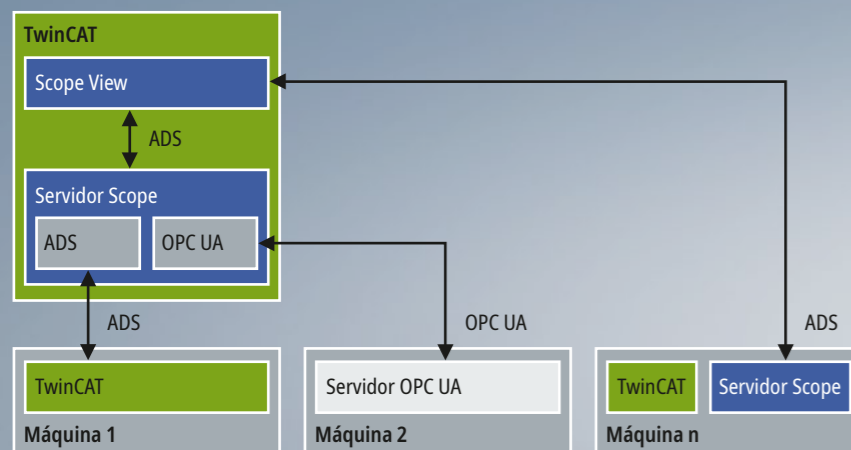 TwinCAT
Scope View
ADS
Servidor Scope
ADS
OPC UA
ADS
OPC UA
ADS
TwinCAT
Servidor OPC UA
TwinCAT
Servidor Scope
Máquina 1
Máquina 2
Máquina n